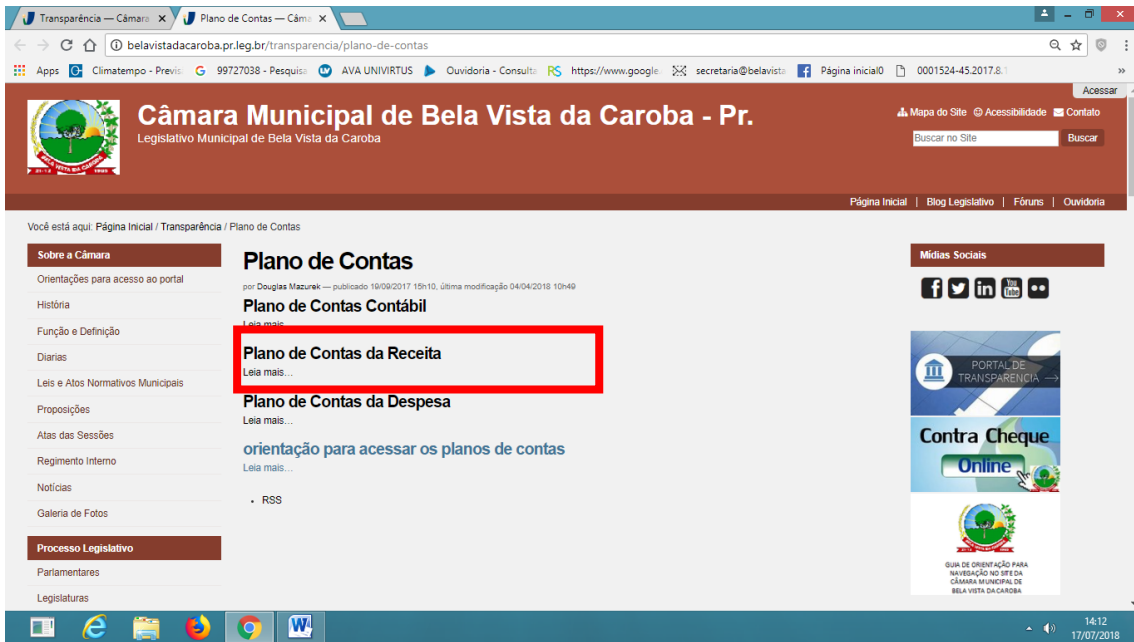 Transparência — Câmara
Plano de Contas — Câma
belavistadacaroba.pr.leg.br/transparencia/plano-de-contas
Apps
Climatempo - Previs
99727038 - Pesquisa
AVA UNIVIRTUS
Ouvidoria - Consulta
https://www.google
secretaria@belavista
Página inicial0
0001524-45.2017.8.1
»
Acessar
Câmara Municipal de Bela Vista da Caroba - Pr.
Legislativo Municipal de Bela Vista da Caroba
Mapa do Site
Acessibilidade
Contato
Buscar no Site
Buscar
BELA VISTA DA CAROBA
Página Inicial | Blog Legislativo | Fóruns | Ouvidoria
Você está aqui: Página Inicial / Transparência / Plano de Contas
Sobre a Câmara
Orientações para acesso ao portal
História
Função e Definição
Diarias
Leis e Atos Normativos Municipais
Proposições
Atas das Sessões
Regimento Interno
Notícias
Galeria de Fotos
Processo Legislativo
Parlamentares
Legislaturas
Plano de Contas
por Douglas Mazurek — publicado 19/09/2017 15h10, última modificação 04/04/2018 10h49
Plano de Contas Contábil
Leia mais…
Plano de Contas da Receita
Leia mais…
Plano de Contas da Despesa
Leia mais…
orientação para acessar os planos de contas
Leia mais…
RSS
Mídias Sociais
You
Tube
PORTAL DE
TRANSPARENCIA
Contra Cheque
Online
GUIA DE ORIENTAÇÃO PARA
NAVEGAÇÃO NO SITE DA
CÂMARA MUNICIPAL DE
BELA VISTA DA CAROBA
14:12
17/07/2018